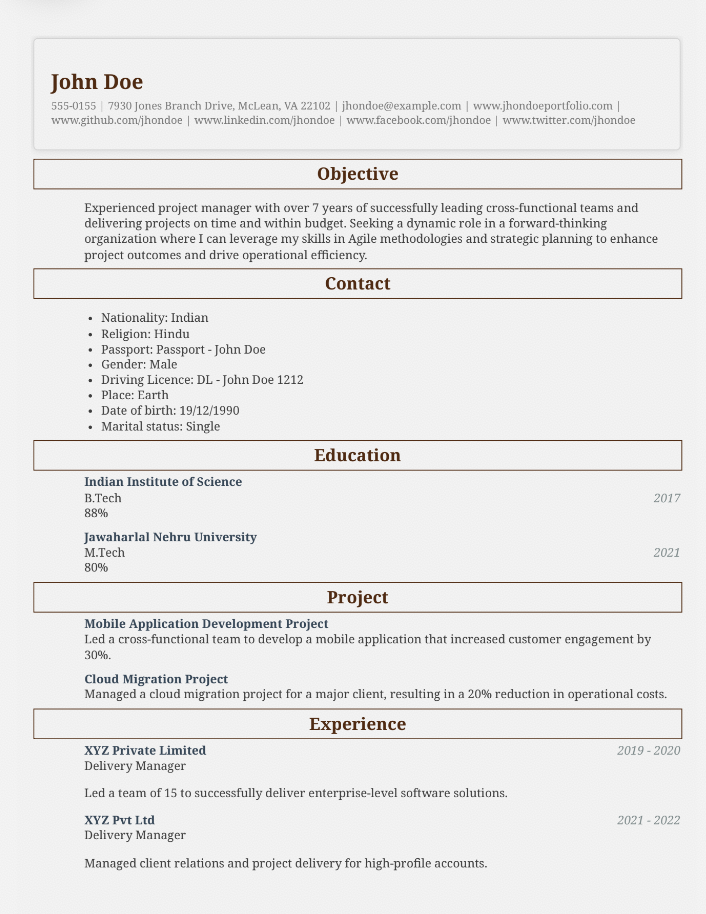 John Doe
555-0155 | 7930 Jones Branch Drive, McLean, VA 22102 | jhondoe@example.com | www.jhondoeportfolio.com |
www.github.com/jhondoe | www.linkedin.com/jhondoe | www.facebook.com/jhondoe | www.twitter.com/jhondoe
Objective
Experienced project manager with over 7 years of successfully leading cross-functional teams and
delivering projects on time and within budget. Seeking a dynamic role in a forward-thinking
organization where I can leverage my skills in Agile methodologies and strategic planning to enhance
project outcomes and drive operational efficiency.
Contact
• Nationality: Indian
• Religion: Hindu
• Passport: Passport - John Doe
• Gender: Male
• Driving Licence: DL - John Doe 1212
• Place: Earth
• Date of birth: 19/12/1990
• Marital status: Single
Education
Indian Institute of Science
B.Tech 2017
88%
Jawaharlal Nehru University
M.Tech 2021
80%
Project
Mobile Application Development Project
Led a cross-functional team to develop a mobile application that increased customer engagement by
30%.
Cloud Migration Project
Managed a cloud migration project for a major client, resulting in a 20% reduction in operational costs.
Experience
XYZ Private Limited 2019 - 2020
Delivery Manager
Led a team of 15 to successfully deliver enterprise-level software solutions.
XYZ Pvt Ltd 2021 - 2022
Delivery Manager
Managed client relations and project delivery for high-profile accounts.